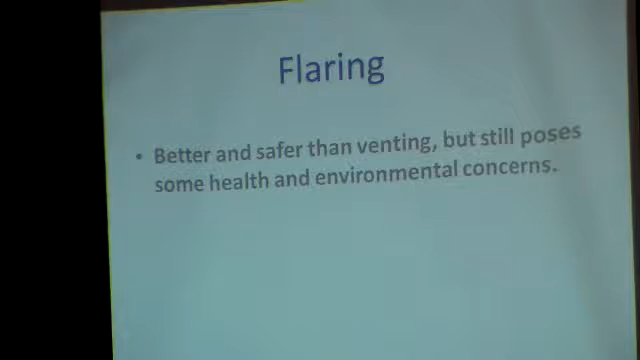 Flaring
• Better and safer than venting, but still poses
some health and environmental concerns.